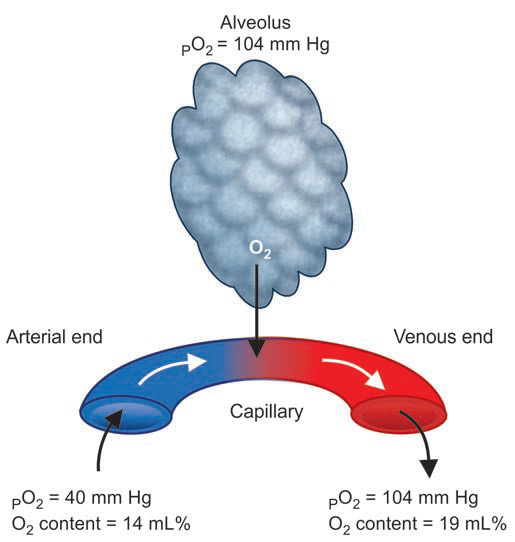 Alveolus
PO2 = 104 mm Hg
O2
Arterial end
Venous end
Capillary
PO2 = 40 mm Hg
O2 content = 14 mL%
PO2 = 104 mm Hg
O2 content = 19 mL%